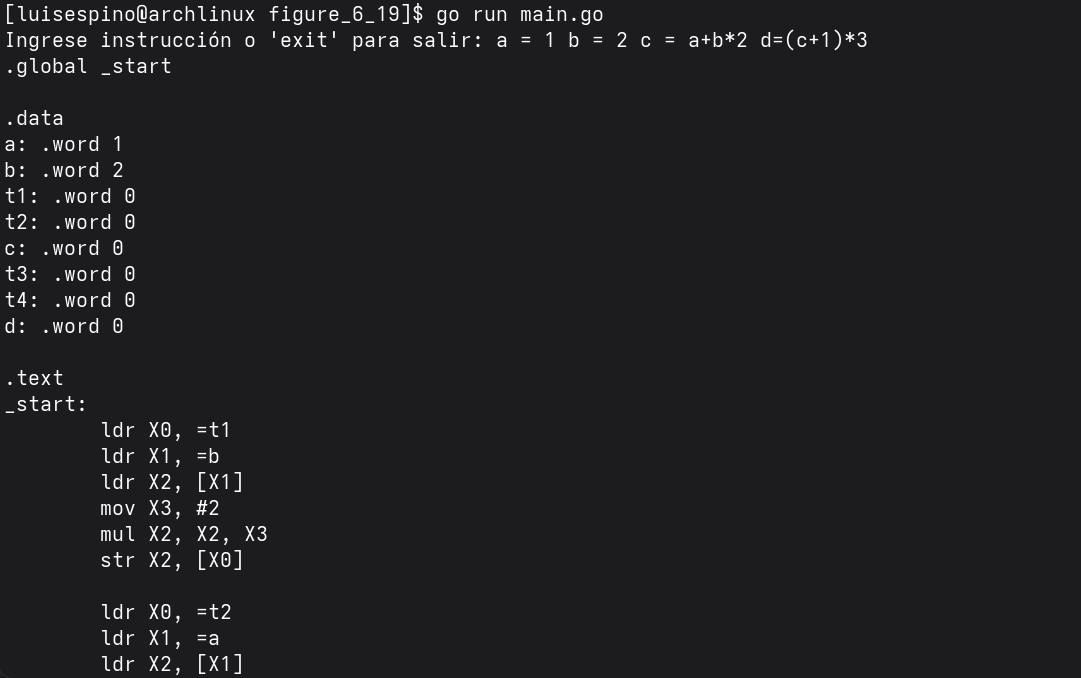 [luisespino@archlinux figure_6_19]$ go run main.go
Ingrese instrucción o 'exit' para salir: a = 1 b = 2 c = a+b*2 d=(c+1)*3
.global _start
.data
a: .word 1
b: .word 2
t1: .word 0
t2: .word 0
c: .word 0
t3: .word 0
t4: .word 0
d: .word 0
.text
_start:
ldr X0, =t1
ldr X1, =b
ldr X2, [X1]
mov X3, #2
mul X2, X2, X3
str X2, [X0]
ldr X0, =t2
ldr X1, =a
ldr X2, [X1]